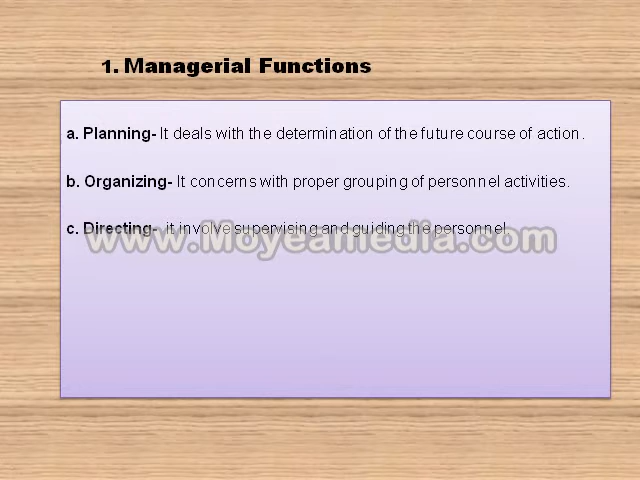 1. Managerial Functions
a. Planning- It deals with the determination of the future course of action.
b. Organizing- It concerns with proper grouping of personnel activities.
c. Directing- it involve supervising and guiding the personnel.
www.Moyeamedia.com